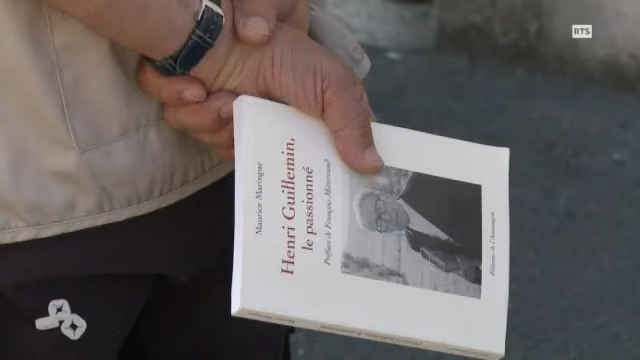 RTS
Maurice Maringue
Henri Guillemin,
le passionné
Préface de François Mitterrand
Éditions de l'Armançon